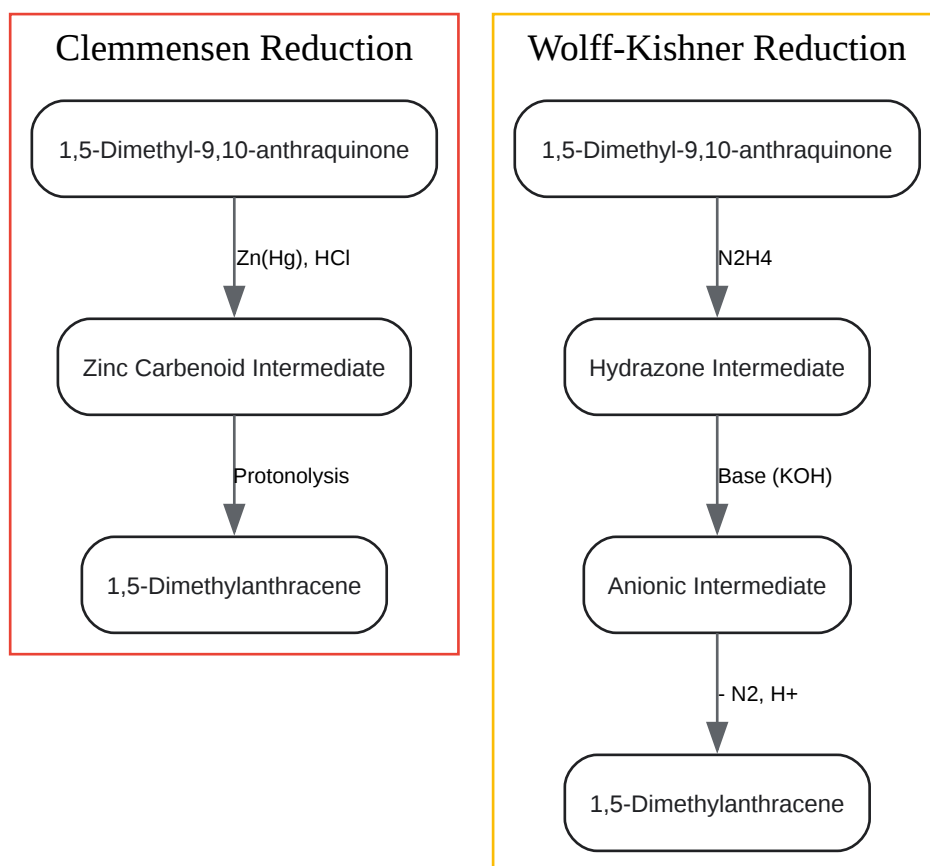 Clemmensen Reduction
1,5-Dimethyl-9,10-anthraquinone
Zn(Hg), HCl
Zinc Carbenoid Intermediate
Protonolysis
1,5-Dimethylanthracene
Wolff-Kishner Reduction
1,5-Dimethyl-9,10-anthraquinone
N2H4
Hydrazone Intermediate
Base (KOH)
Anionic Intermediate
- N2, H+
1,5-Dimethylanthracene